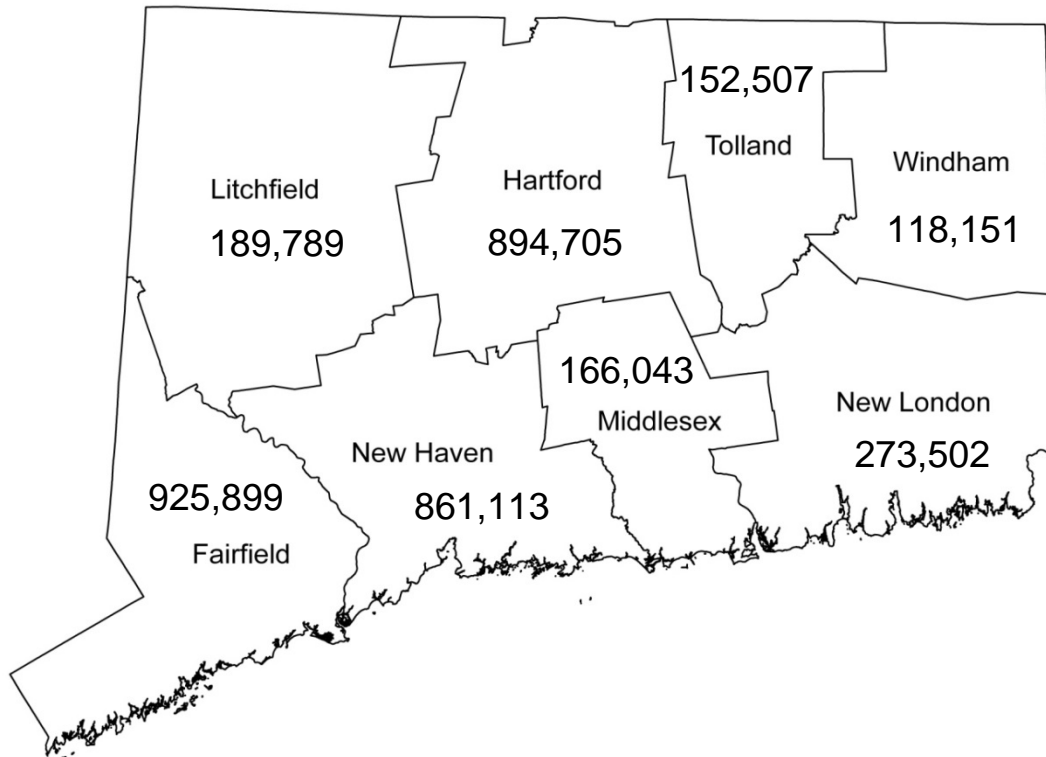 152,507
Tolland
Windham
118,151
Hartford
894,705
Litchfield
189,789
166,043
Middlesex
New London
273,502
New Haven
861,113
925,899
Fairfield